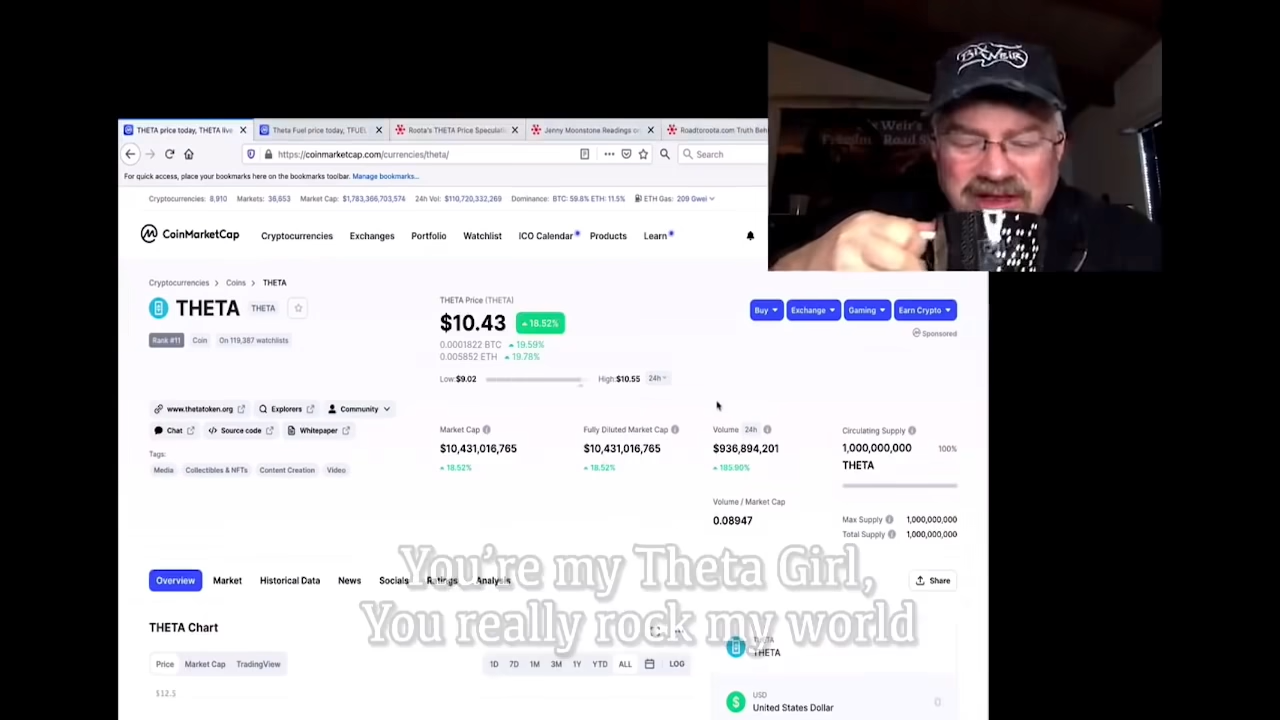 THETA price today, THETA live
Theta Fuel price today, TFUEL
Roota's THETA Price Speculati
Jenny Moonstone Readings or
Roadtoroota.com Truth Beh
https://coinmarketcap.com/currencies/theta/
Search
For quick access, place your bookmarks here on the bookmarks toolbar. Manage bookmarks...
Cryptocurrencies: 8,910 Markets: 36,653 Market Cap: $1,783,366,703,574 24h Vol: $110,720,332,269 Dominance: BTC: 59.8% ETH: 11.5% ETH Gas: 209 Gwei
BIX WEIR
CoinMarketCap
Cryptocurrencies Exchanges Portfolio Watchlist ICO Calendar Products Learn
Cryptocurrencies > Coins > THETA
THETA THETA
Rank #11 Coin On 119,387 watchlists
THETA Price (THETA)
$10.43 18.52%
0.0001822 BTC 19.59%
0.005852 ETH 19.78%
Low: $9.02 High: $10.55 24h
Buy Exchange Gaming Earn Crypto
Sponsored
www.thetatoken.org Explorers Community
Chat Source code Whitepaper
Tags:
Media Collectibles & NFTs Content Creation Video
Market Cap
$10,431,016,765
18.52%
Fully Diluted Market Cap
$10,431,016,765
18.52%
Volume 24h
$936,894,201
195.90%
Volume / Market Cap
0.08947
Circulating Supply
1,000,000,000 100%
THETA
Max Supply 1,000,000,000
Total Supply 1,000,000,000
You're my Theta Girl,
You really rock my world
Overview Market Historical Data News Socials Ratings Analysis
Share
THETA Chart
Price Market Cap TradingView
1D 7D 1M 3M 1Y YTD ALL LOG
$12.5
THETA
THETA
USD
United States Dollar 0